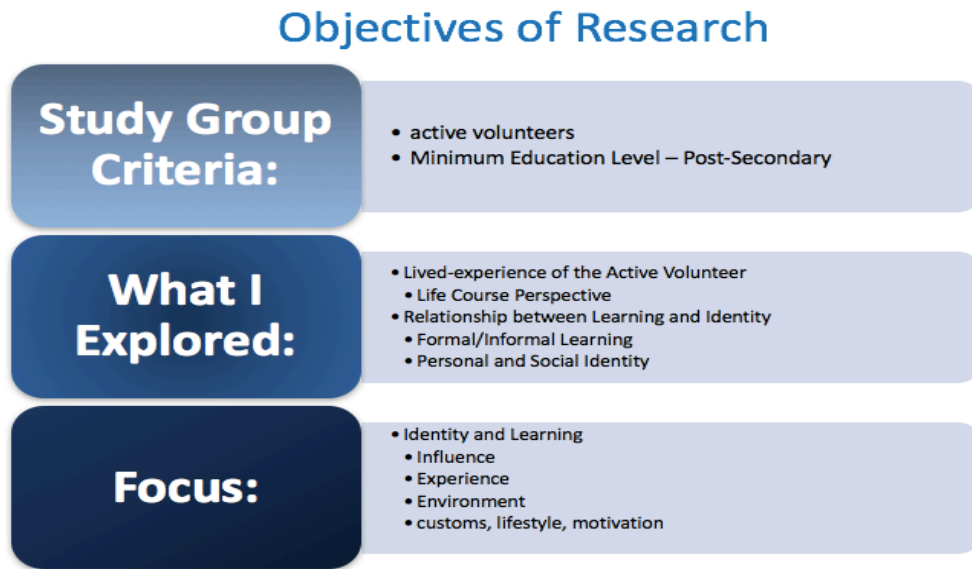 Objectives of Research
Study Group
Criteria:
• active volunteers
• Minimum Education Level – Post-Secondary
What I
Explored:
• Lived-experience of the Active Volunteer
• Life Course Perspective
• Relationship between Learning and Identity
• Formal/Informal Learning
• Personal and Social Identity
Focus:
• Identity and Learning
• Influence
• Experience
• Environment
• customs, lifestyle, motivation